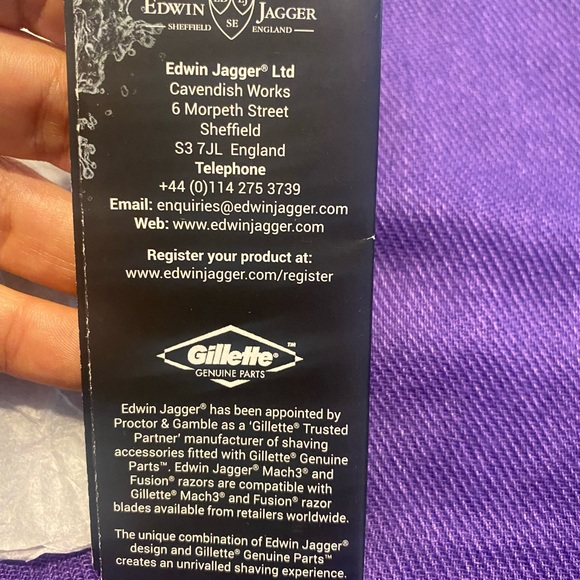 EDWIN JAGGER
SHEFFIELD ENGLAND
SE
Edwin Jagger® Ltd
Cavendish Works
6 Morpeth Street
Sheffield
S3 7JL England
Telephone
+44 (0)114 275 3739
Email: enquiries@edwinjagger.com
Web: www.edwinjagger.com
Register your product at:
www.edwinjagger.com/register
Gillette®™
GENUINE PARTS
Edwin Jagger® has been appointed by
Proctor & Gamble as a ‘Gillette® Trusted
Partner’ manufacturer of shaving
accessories fitted with Gillette® Genuine
Parts™. Edwin Jagger® Mach3® and
Fusion® razors are compatible with
Gillette® Mach3® and Fusion® razor
blades available from retailers worldwide.
The unique combination of Edwin Jagger®
design and Gillette® Genuine Parts™
creates an unrivalled shaving experience.